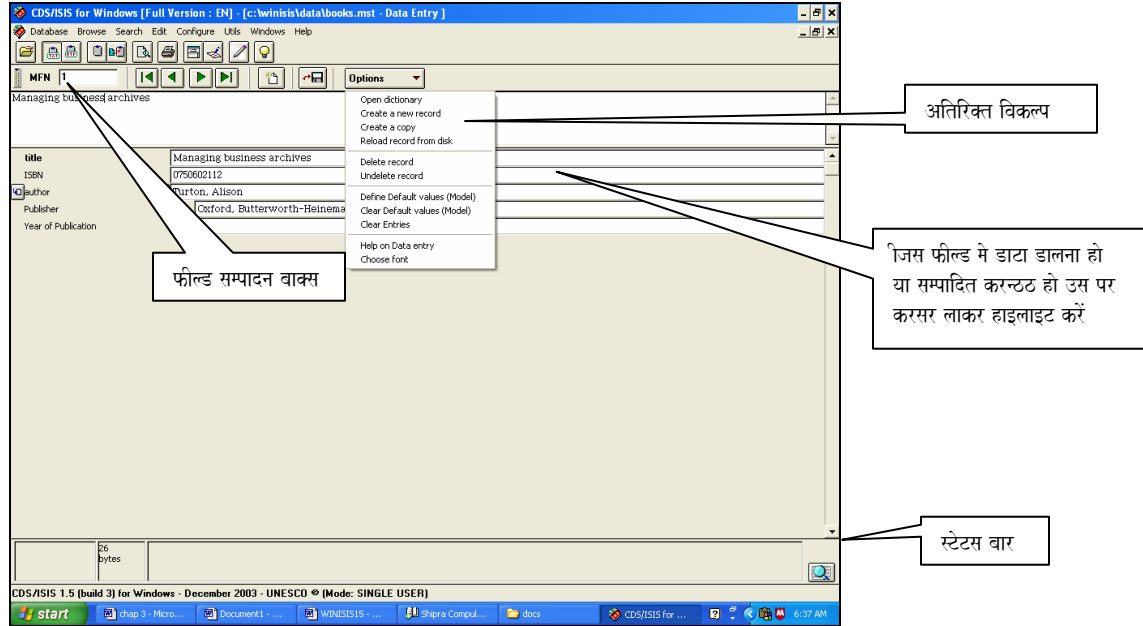 CDS/ISIS for Windows [Full Version : EN] - [c:\winisis\data\books.mst - Data Entry ]
Database Browse Search Edit Configure Utils Windows Help
MFN 1 Options
Managing business archives
Open dictionary
Create a new record
Create a copy
Reload record from disk
Delete record
Undelete record
Define Default values (Model)
Clear Default values (Model)
Clear Entries
Help on Data entry
Choose font
title Managing business archives
ISBN 0750602112
author Turton, Alison
Publisher Oxford, Butterworth-Heinema
Year of Publication
अतिरिक्त विकल्प
फील्ड सम्पादन बाक्स
जिस फील्ड मे डाटा डालना हो
या सम्पादित करन्ठठ हो उस पर
करसर लाकर हाइलाइट करें
स्टेटस बार
26
bytes
CDS/ISIS 1.5 (build 3) for Windows - December 2003 - UNESCO © (Mode: SINGLE USER)
start chap 3 - Micro... Document1 - ... WINISIS15 - ... Shipra Compul... docs CDS/ISIS for ... 6:37 AM